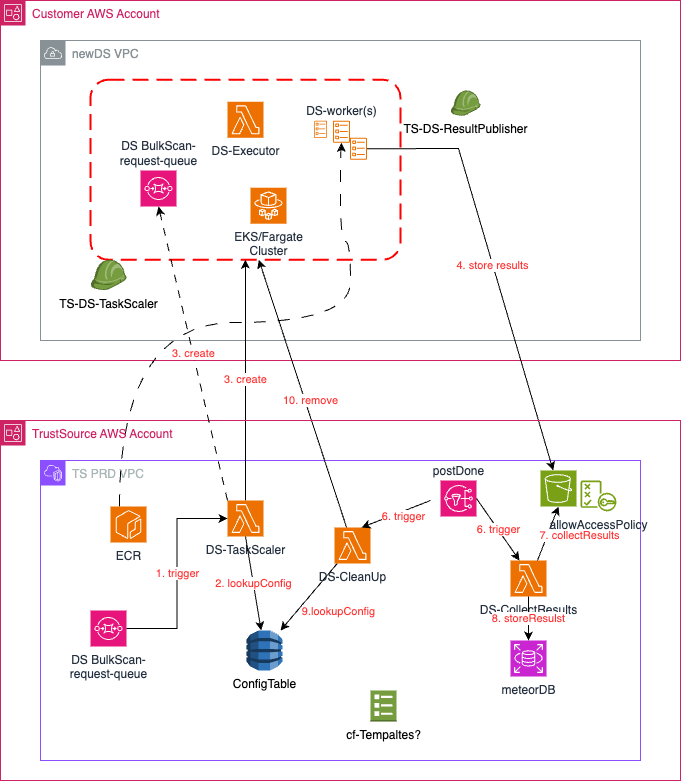 Customer AWS Account
newDS VPC
DS-worker(s)
DS BulkScan-
request-queue
DS-Executor
TS-DS-ResultPublisher
EKS/Fargate
Cluster
TS-DS-TaskScaler
4. store results
3. create
3. create
10. remove
TrustSource AWS Account
TS PRD VPC
postDone
allowAccessPolicy
ECR
DS-TaskScaler
6. trigger
6. trigger
7. collectResults
1. trigger
2. lookupConfig
DS-CleanUp
9.lookupConfig
DS-CollectResults
8. storeResulst
DS BulkScan-
request-queue
ConfigTable
meteorDB
cf-Tempaltes?